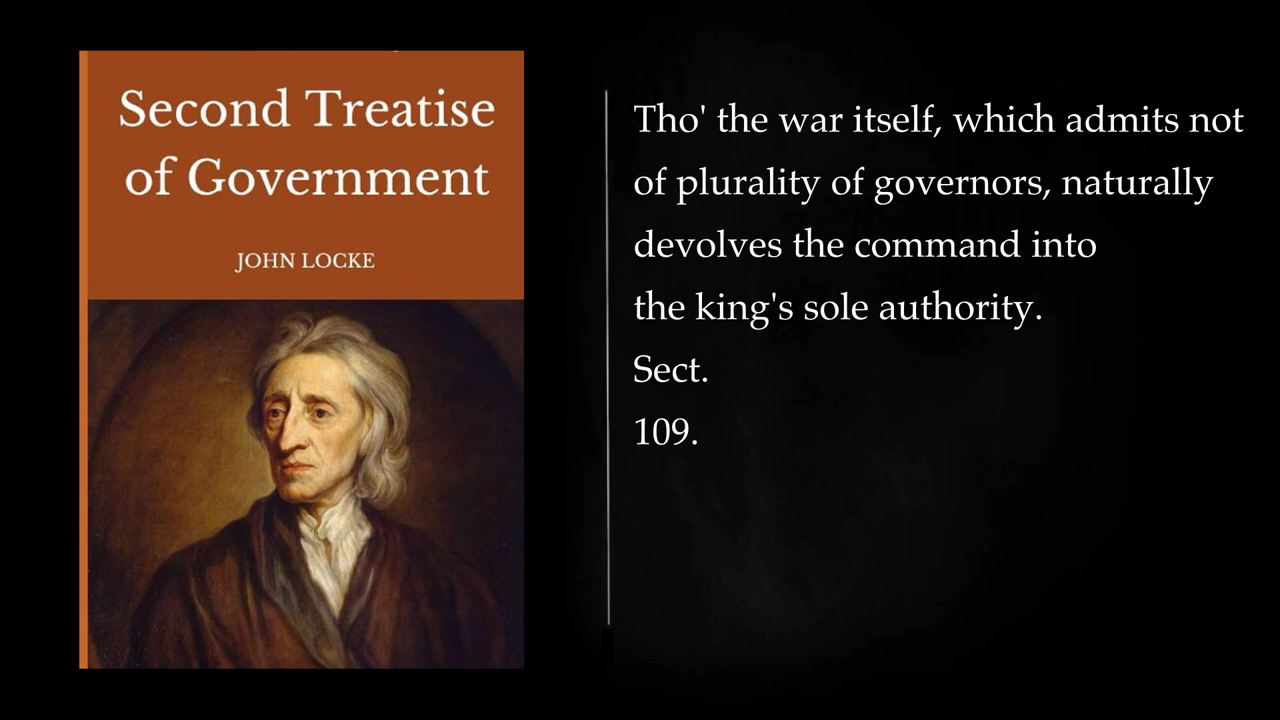 Second Treatise
of Government
JOHN LOCKE
Tho' the war itself, which admits not
of plurality of governors, naturally
devolves the command into
the king's sole authority.
Sect.
109.